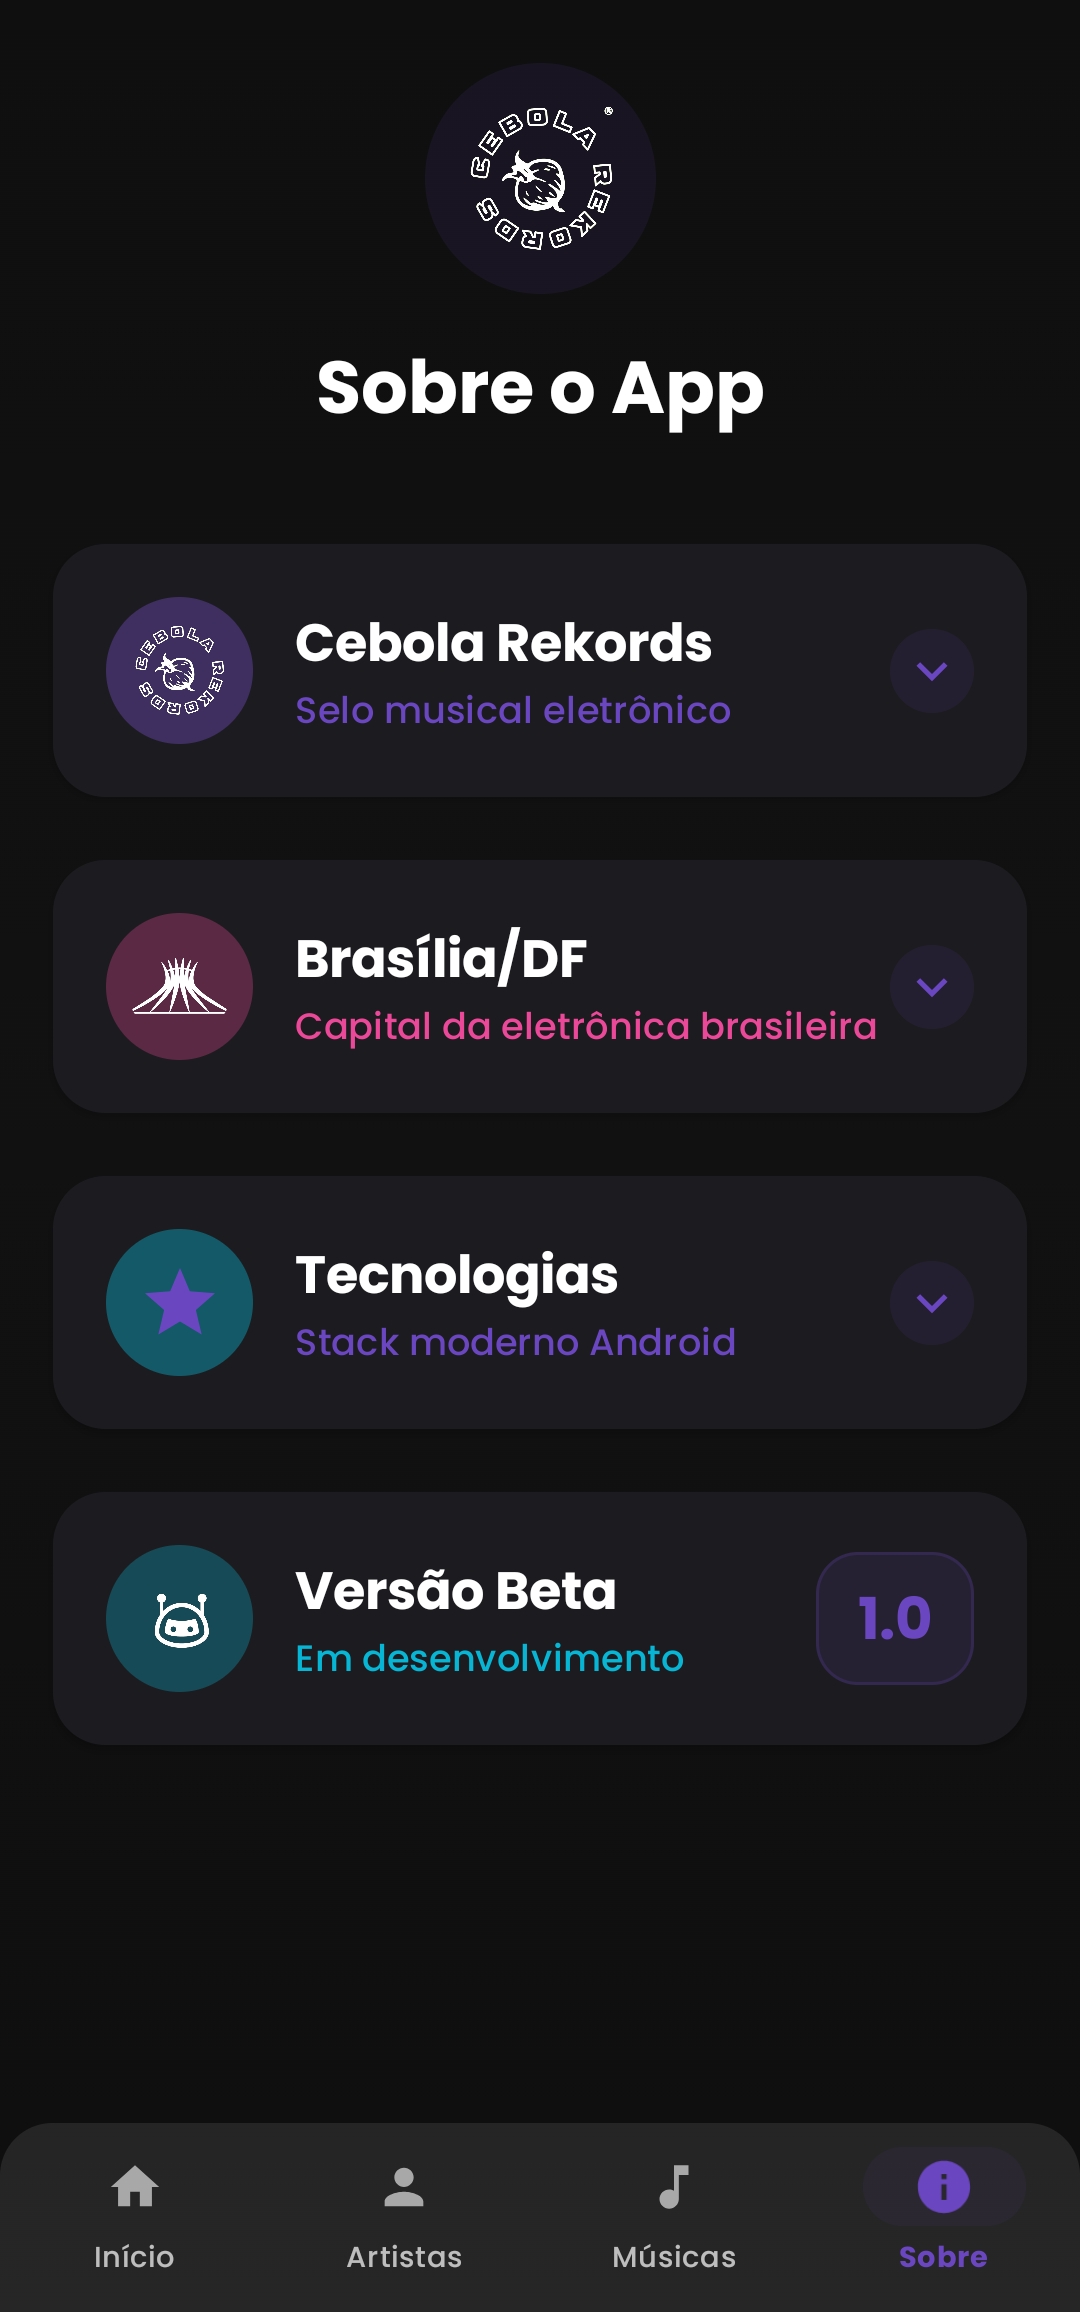 CEBOLA REKORDS ®
Sobre o App
CEBOLA REKORDS
Cebola Rekords
Selo musical eletrônico
Brasília/DF
Capital da eletrônica brasileira
Tecnologias
Stack moderno Android
Versão Beta
Em desenvolvimento
1.0
Início
Artistas
Músicas
Sobre